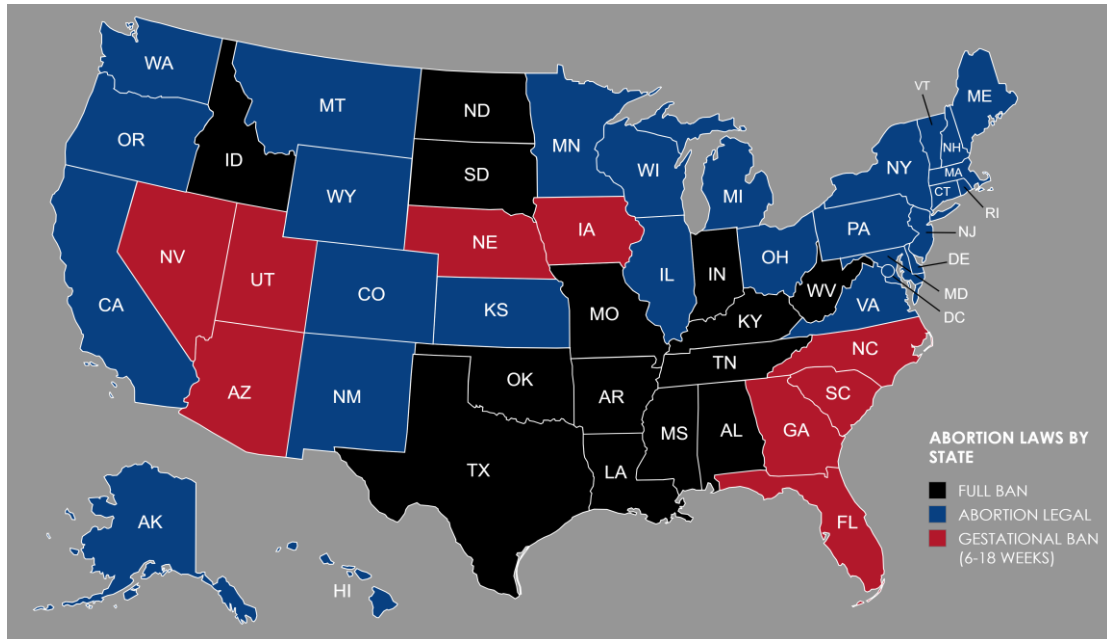 WA
MT
ND
MN
VT
ME
OR
ID
SD
WI
MI
NY
NH
MA
CT
RI
WY
NE
IA
PA
NJ
NV
UT
CO
IL
IN
OH
DE
MD
DC
CA
KS
MO
WV
VA
KY
AZ
NM
OK
AR
TN
NC
SC
TX
LA
MS
AL
GA
FL
AK
HI
ABORTION LAWS BY
STATE
FULL BAN
ABORTION LEGAL
GESTATIONAL BAN
(6-18 WEEKS)